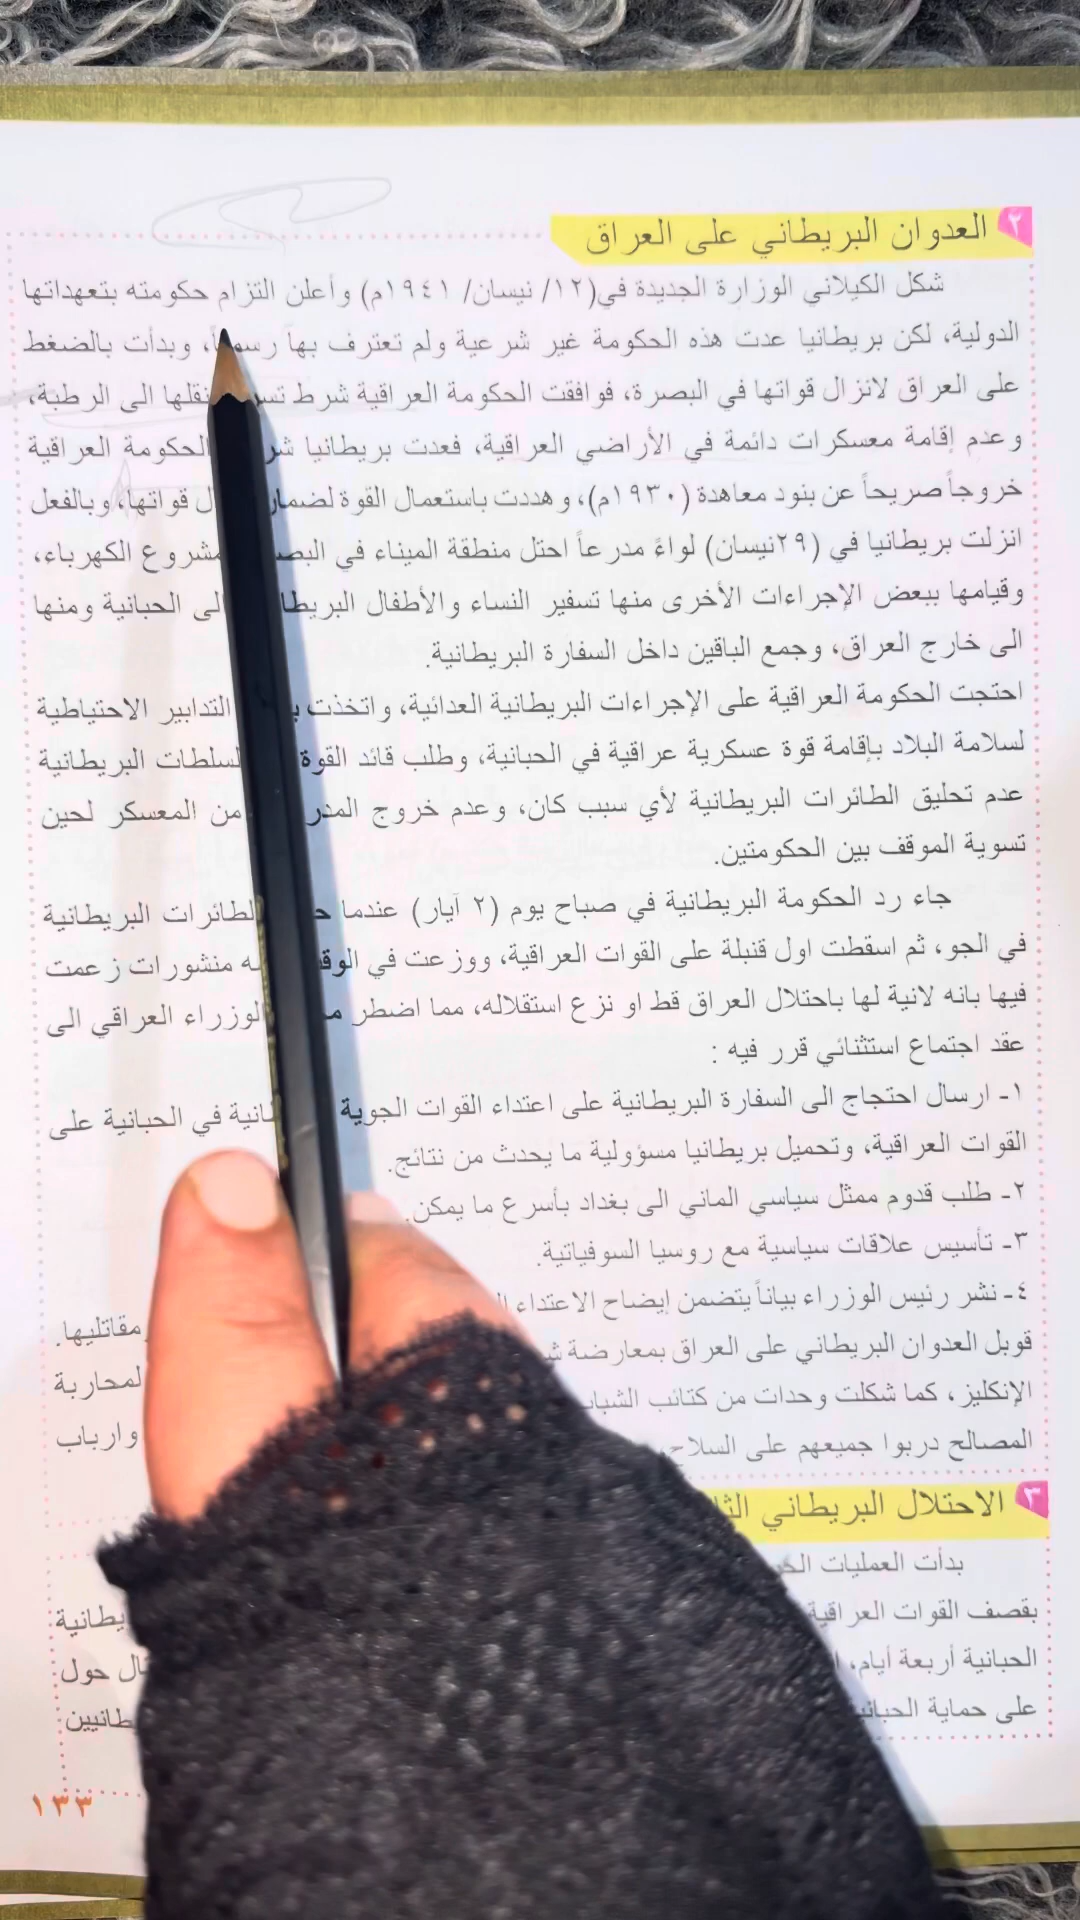 ٢ العدوان البريطاني على العراق
شكل الكيلاني الوزارة الجديدة في(١٢/ نيسان/ ١٩٤١م) وأعلن التزام حكومته بتعهداتها
الدولية، لكن بريطانيا عدت هذه الحكومة غير شرعية ولم تعترف بها رسمياً، وبدأت بالضغط
على العراق لانزال قواتها في البصرة، فوافقت الحكومة العراقية شرط نقلها الى الرطبة،
وعدم إقامة معسكرات دائمة في الأراضي العراقية، فعدت بريطانيا الحكومة العراقية
خروجاً صريحاً عن بنود معاهدة (١٩٣٠م)، وهددت باستعمال القوة لضمان قواتها، وبالفعل
انزلت بريطانيا في (٢٩نيسان) لواءً مدرعاً احتل منطقة الميناء في مشروع الكهرباء،
وقيامها ببعض الإجراءات الأخرى منها تسفير النساء والأطفال الى الحبانية ومنها
الى خارج العراق، وجمع الباقين داخل السفارة البريطانية.
احتجت الحكومة العراقية على الإجراءات البريطانية العدائية، واتخذت التدابير الاحتياطية
لسلامة البلاد بإقامة قوة عسكرية عراقية في الحبانية، وطلب قائد القوة البريطانية
عدم تحليق الطائرات البريطانية لأي سبب كان، وعدم خروج من المعسكر لحين
تسوية الموقف بين الحكومتين.
جاء رد الحكومة البريطانية في صباح يوم (٢ آيار) عندما الطائرات البريطانية
في الجو، ثم اسقطت اول قنبلة على القوات العراقية، ووزعت في منشورات زعمت
فيها بانه لانية لها باحتلال العراق قط او نزع استقلاله، مما اضطر الوزراء العراقي الى
عقد اجتماع استثنائي قرر فيه :
١- ارسال احتجاج الى السفارة البريطانية على اعتداء القوات الجوية في الحبانية على
القوات العراقية، وتحميل بريطانيا مسؤولية ما يحدث من نتائج.
٢- طلب قدوم ممثل سياسي الماني الى بغداد بأسرع ما يمكن.
٣- تأسيس علاقات سياسية مع روسيا السوفياتية.
٤- نشر رئيس الوزراء بياناً يتضمن إيضاح الاعتداء
قوبل العدوان البريطاني على العراق بمعارضة مقاتليها.
الإنكليز، كما شكلت وحدات من كتائب لمحاربة
المصالح دربوا جميعهم على السلاح، وارباب
٣ الاحتلال البريطاني
بدأت العمليات
بقصف القوات العراقية
الحبانية أربعة أيام، حول
على حماية
١٣٣